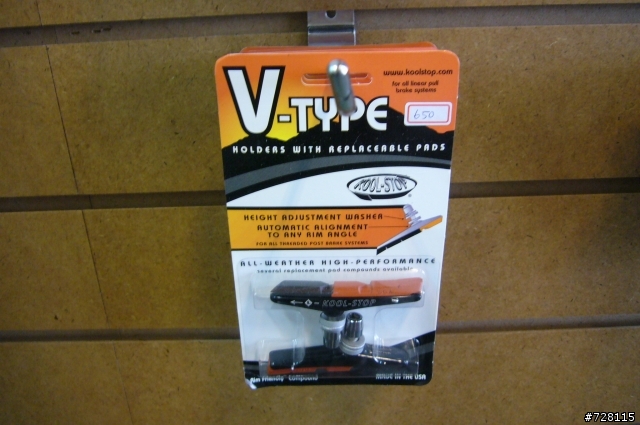 www.koolstop.com
for all linear pull
brake systems
V-TYPE
650
HOLDERS WITH REPLACEABLE PADS
KOOL-STOP
HEIGHT ADJUSTMENT WASHER
AUTOMATIC ALIGNMENT
TO ANY RIM ANGLE
FOR ALL THREADED POST BRAKE SYSTEMS
ALL-WEATHER HIGH-PERFORMANCE
several replacement pad compounds available
KOOL-STOP
Rim Friendly Compound
MADE IN THE USA
#728115